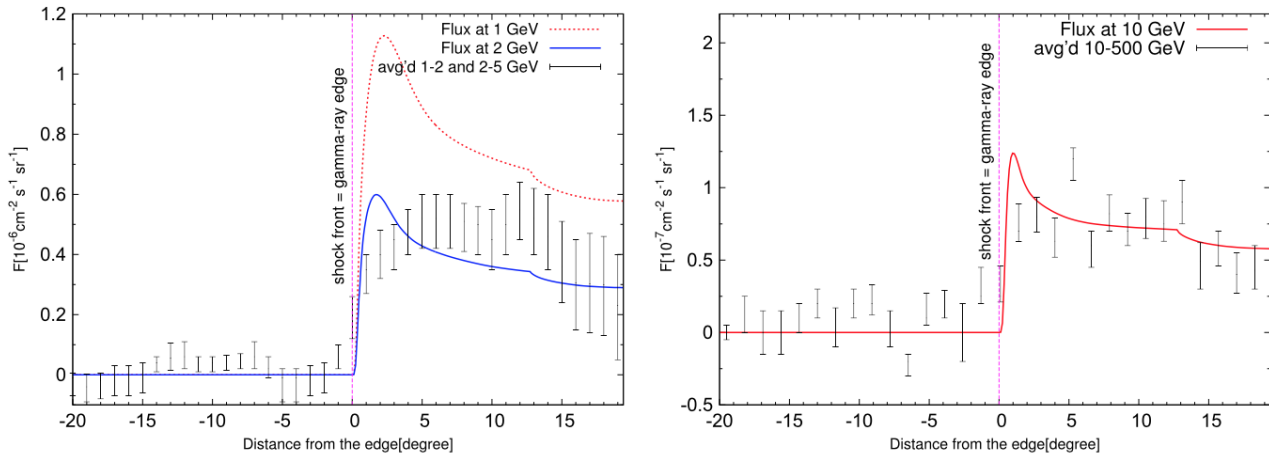 1.2
1
0.8
0.6
0.4
0.2
0
-20
-15
-10
-5
0
5
10
15
F[10⁻⁶cm⁻² s⁻¹ sr⁻¹]
Distance from the edge[degree]
shock front = gamma-ray edge
Flux at 1 GeV
Flux at 2 GeV
avg'd 1-2 and 2-5 GeV
2
1.5
1
0.5
0
-0.5
-20
-15
-10
-5
0
5
10
15
F[10⁻⁷cm⁻² s⁻¹ sr⁻¹]
Distance from the edge[degree]
shock front = gamma-ray edge
Flux at 10 GeV
avg'd 10-500 GeV